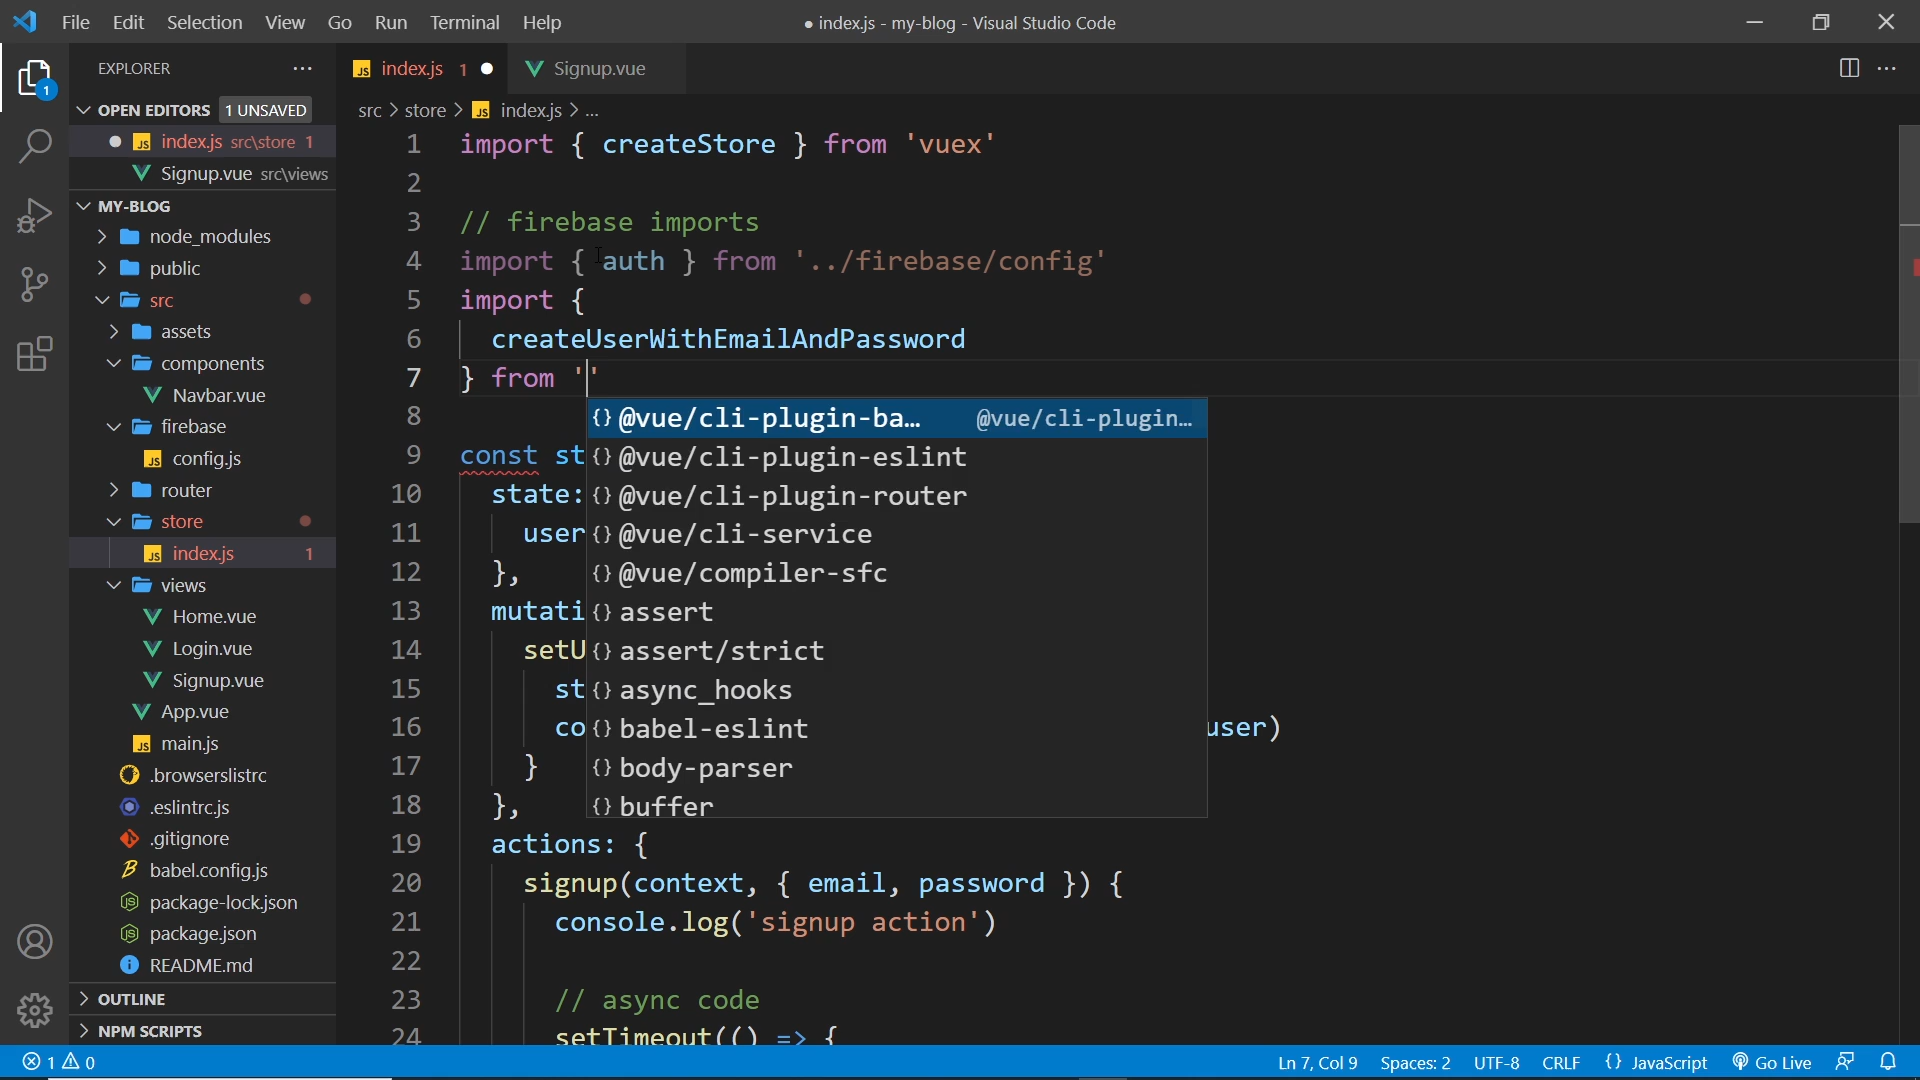 File Edit Selection View Go Run Terminal Help
● index.js - my-blog - Visual Studio Code
EXPLORER ...
index.js 1
Signup.vue
OPEN EDITORS 1 UNSAVED
index.js src\store 1
Signup.vue src\views
MY-BLOG
node_modules
public
src
assets
components
Navbar.vue
firebase
config.js
router
store
index.js 1
views
Home.vue
Login.vue
Signup.vue
App.vue
main.js
.browserslistrc
.eslintrc.js
.gitignore
babel.config.js
package-lock.json
package.json
README.md
OUTLINE
NPM SCRIPTS
1
src > store > index.js > ...
1 import { createStore } from 'vuex'
2
3 // firebase imports
4 import { auth } from '../firebase/config'
5 import {
6 createUserWithEmailAndPassword
7 } from ''
8
9 const st
10 state:
11 user
12 },
13 mutati
14 setU
15 st
16 co user)
17 }
18 },
19 actions: {
20 signup(context, { email, password }) {
21 console.log('signup action')
22
23 // async code
24 setTimeout(() => {
{} @vue/cli-plugin-ba... @vue/cli-plugin...
{} @vue/cli-plugin-eslint
{} @vue/cli-plugin-router
{} @vue/cli-service
{} @vue/compiler-sfc
{} assert
{} assert/strict
{} async_hooks
{} babel-eslint
{} body-parser
{} buffer
1 0
Ln 7, Col 9 Spaces: 2 UTF-8 CRLF {} JavaScript Go Live